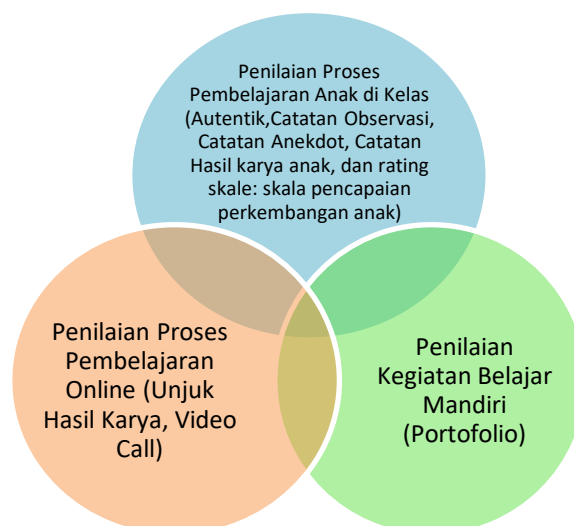 Penilaian Proses
Pembelajaran Anak di Kelas
(Autentik,Catatan Observasi,
Catatan Anekdot, Catatan
Hasil karya anak, dan rating
skale: skala pencapaian
perkembangan anak)
Penilaian Proses
Pembelajaran
Online (Unjuk
Hasil Karya, Video
Call)
Penilaian
Kegiatan Belajar
Mandiri
(Portofolio)